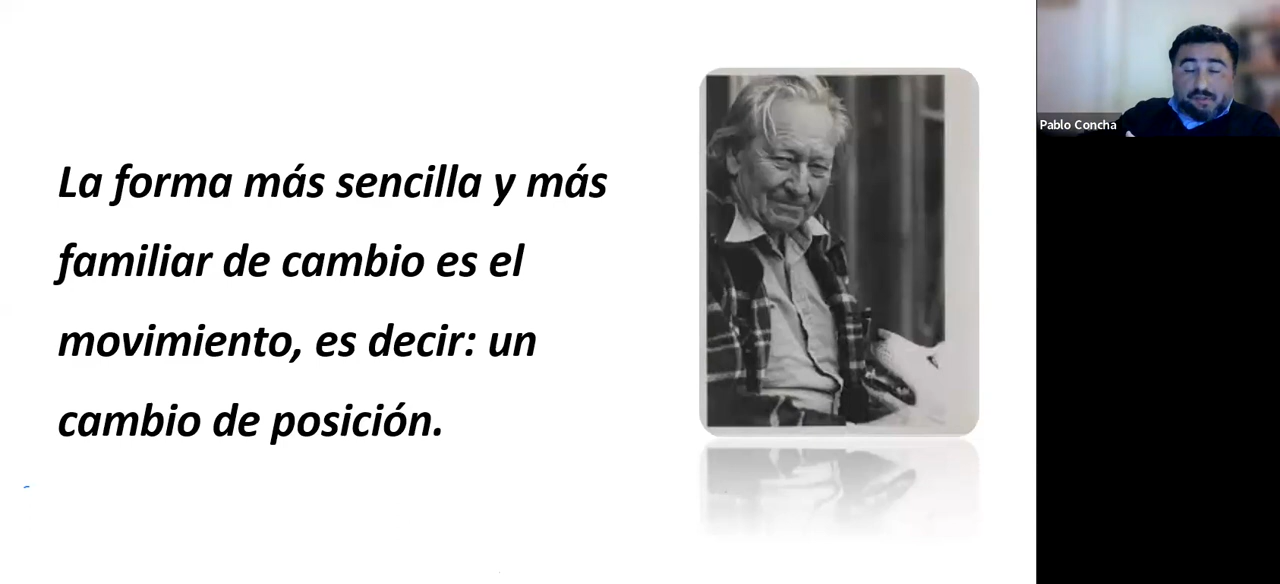 La forma más sencilla y más
familiar de cambio es el
movimiento, es decir: un
cambio de posición.
Pablo Concha